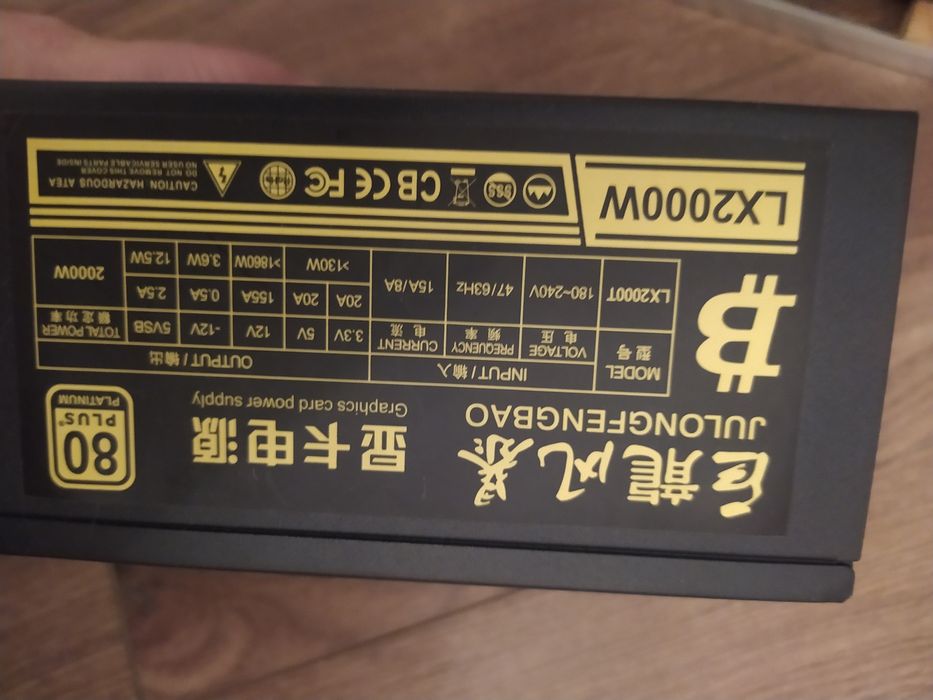 巨龍风暴
JULONGFENGBAO
显卡电源
Graphics card power supply
80
PLUS®
PLATINUM
MODEL 型号 INPUT / 输入 OUTPUT / 输出
VOLTAGE 电压 FREQUENCY 频率 CURRENT 电流 3.3V 5V 12V -12V 5VSB TOTAL POWER 额定功率
LX2000T 180~240V 47/63Hz 15A/8A 20A 20A 155A 0.5A 2.5A 2000W
>130W >1860W 3.6W 12.5W
LX2000W
CB CE FC
CAUTION HAZARDOUS ATEA
DO NOT REMOVE THIS COVER
NO USER SERVICABLE PARTS INSIDE